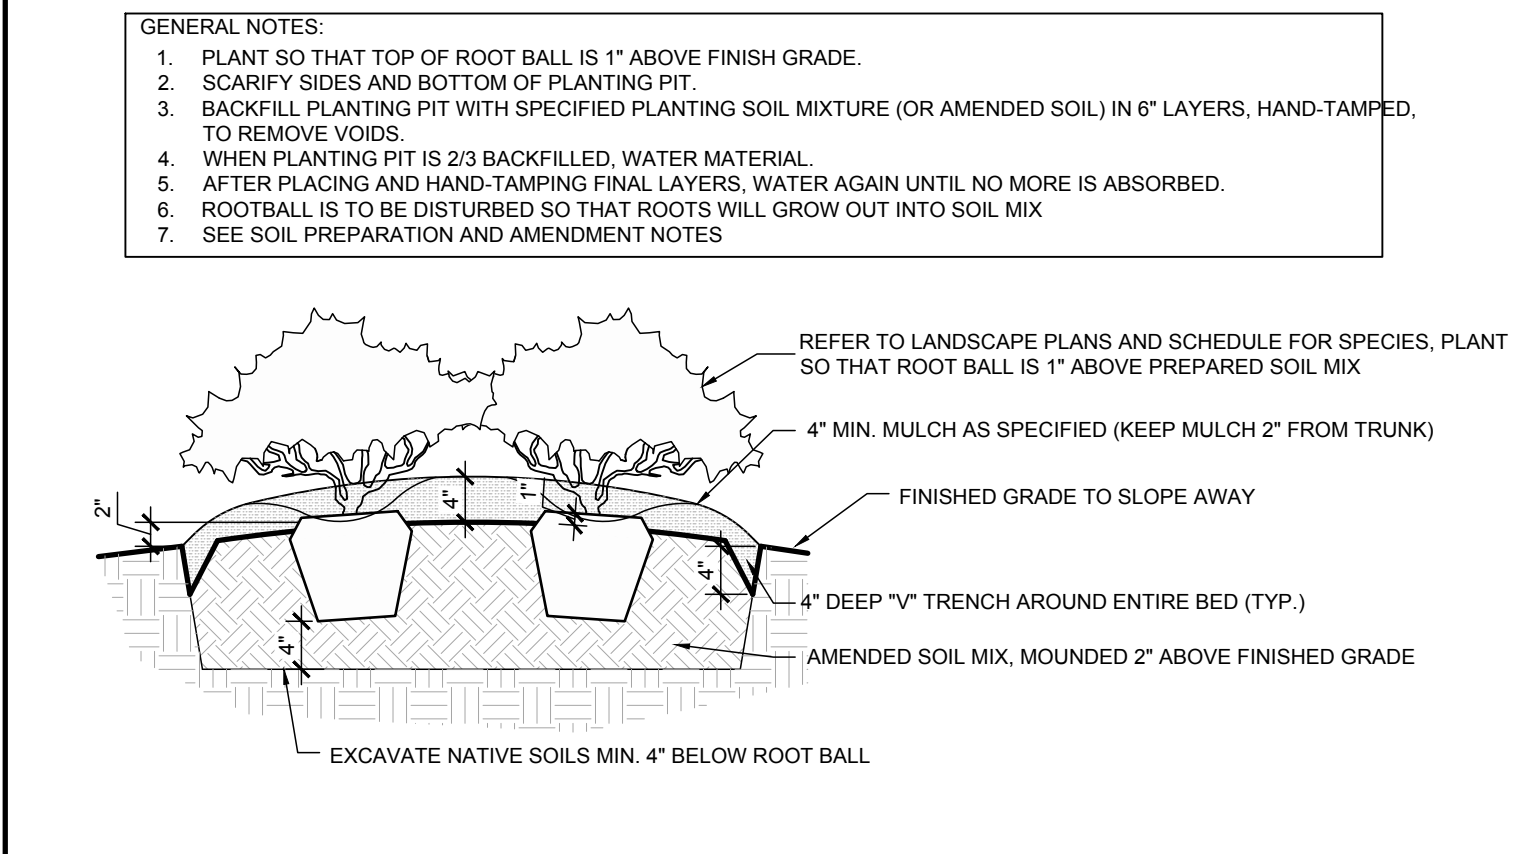 GENERAL NOTES:
1. PLANT SO THAT TOP OF ROOT BALL IS 1" ABOVE FINISH GRADE.
2. SCARIFY SIDES AND BOTTOM OF PLANTING PIT.
3. BACKFILL PLANTING PIT WITH SPECIFIED PLANTING SOIL MIXTURE (OR AMENDED SOIL) IN 6" LAYERS, HAND-TAMPED,
TO REMOVE VOIDS.
4. WHEN PLANTING PIT IS 2/3 BACKFILLED, WATER MATERIAL.
5. AFTER PLACING AND HAND-TAMPING FINAL LAYERS, WATER AGAIN UNTIL NO MORE IS ABSORBED.
6. ROOTBALL IS TO BE DISTURBED SO THAT ROOTS WILL GROW OUT INTO SOIL MIX
7. SEE SOIL PREPARATION AND AMENDMENT NOTES
REFER TO LANDSCAPE PLANS AND SCHEDULE FOR SPECIES, PLANT
SO THAT ROOT BALL IS 1" ABOVE PREPARED SOIL MIX
4" MIN. MULCH AS SPECIFIED (KEEP MULCH 2" FROM TRUNK)
FINISHED GRADE TO SLOPE AWAY
2"
4"
1"
4"
4" DEEP "V" TRENCH AROUND ENTIRE BED (TYP.)
4"
AMENDED SOIL MIX, MOUNDED 2" ABOVE FINISHED GRADE
EXCAVATE NATIVE SOILS MIN. 4" BELOW ROOT BALL